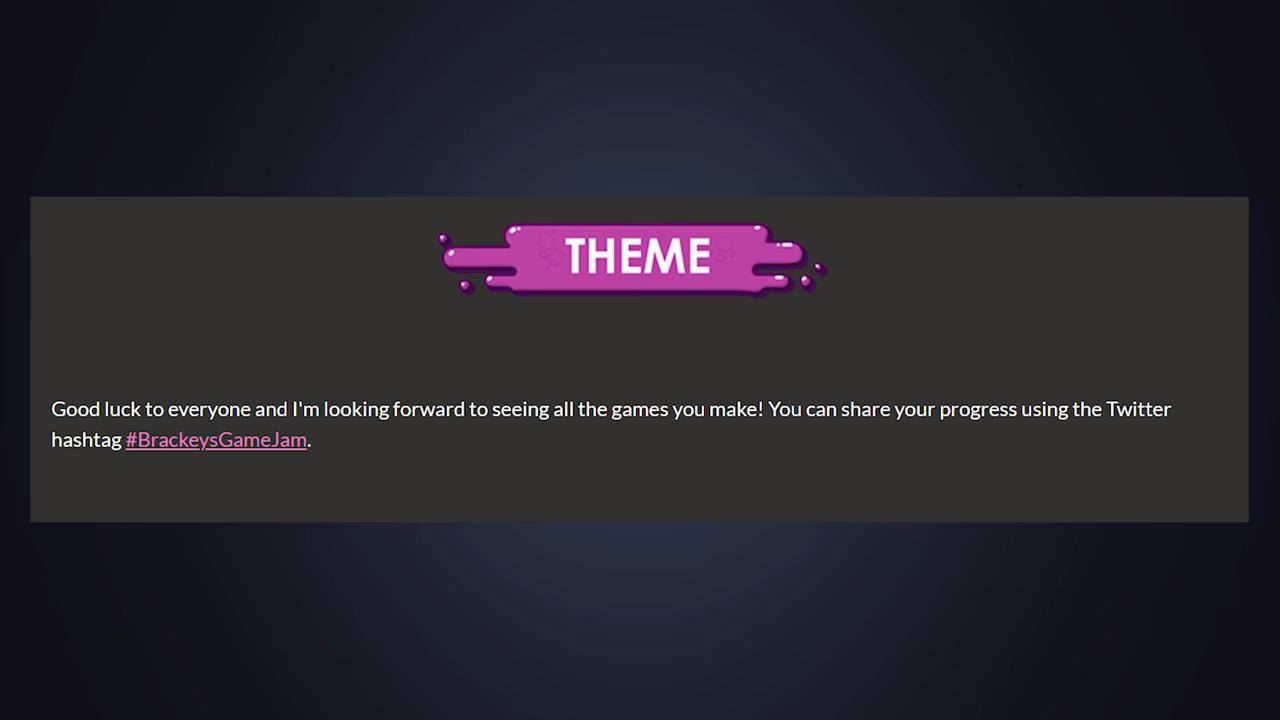 THEME
Good luck to everyone and I'm looking forward to seeing all the games you make! You can share your progress using the Twitter
hashtag #BrackeysGameJam.